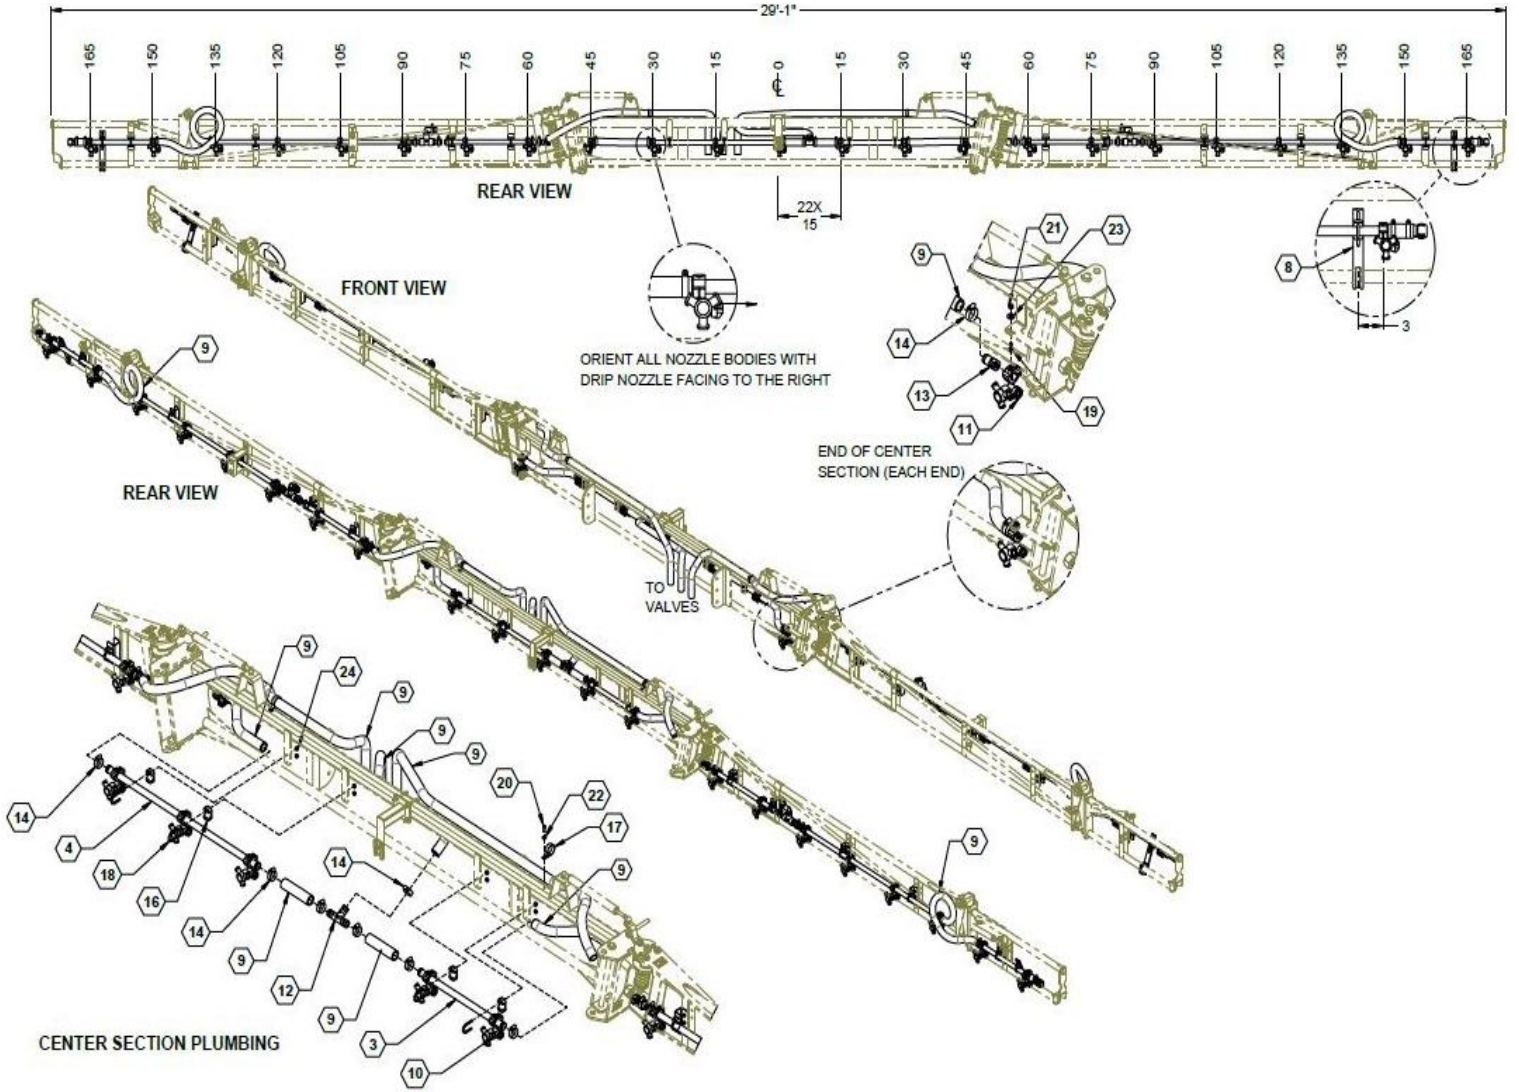 29'-1"
165 150 135 120 105 90 75 60 45 30 15 0 15 30 45 60 75 90 105 120 135 150 165
℄
REAR VIEW
22X
15
8
3
FRONT VIEW
ORIENT ALL NOZZLE BODIES WITH
DRIP NOZZLE FACING TO THE RIGHT
21
23
9
14
13
11
19
END OF CENTER
SECTION (EACH END)
9
REAR VIEW
TO
VALVES
9
24
9
9
9
20
22
17
9
14
14
4
18
16
14
9
12
9
3
10
9
CENTER SECTION PLUMBING